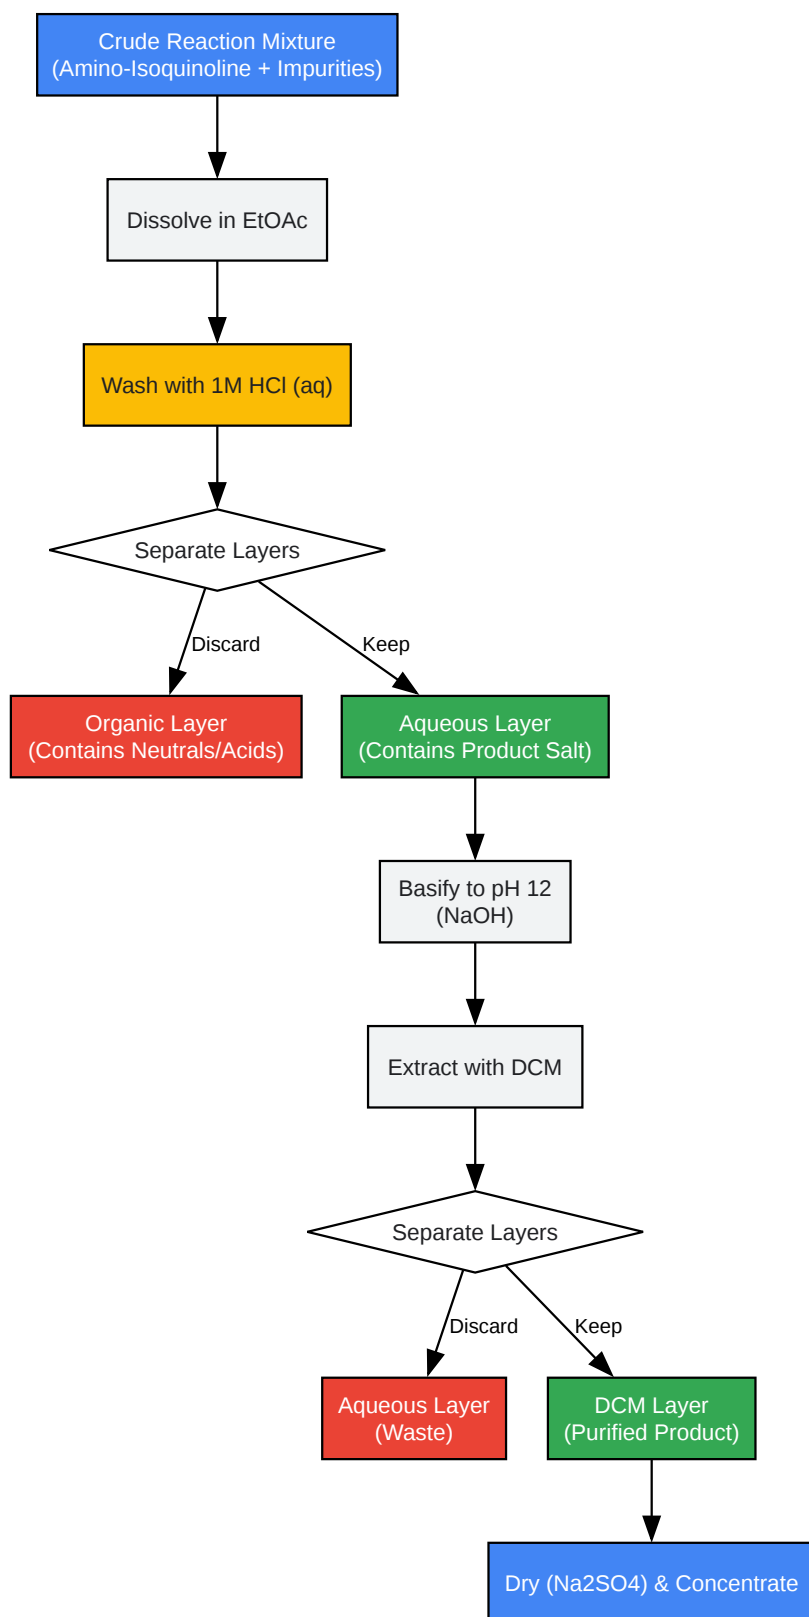 Crude Reaction Mixture
(Amino-Isoquinoline + Impurities)
Dissolve in EtOAc
Wash with 1M HCl (aq)
Separate Layers
Discard
Keep
Organic Layer
(Contains Neutrals/Acids)
Aqueous Layer
(Contains Product Salt)
Basify to pH 12
(NaOH)
Extract with DCM
Separate Layers
Discard
Keep
Aqueous Layer
(Waste)
DCM Layer
(Purified Product)
Dry (Na2SO4) & Concentrate